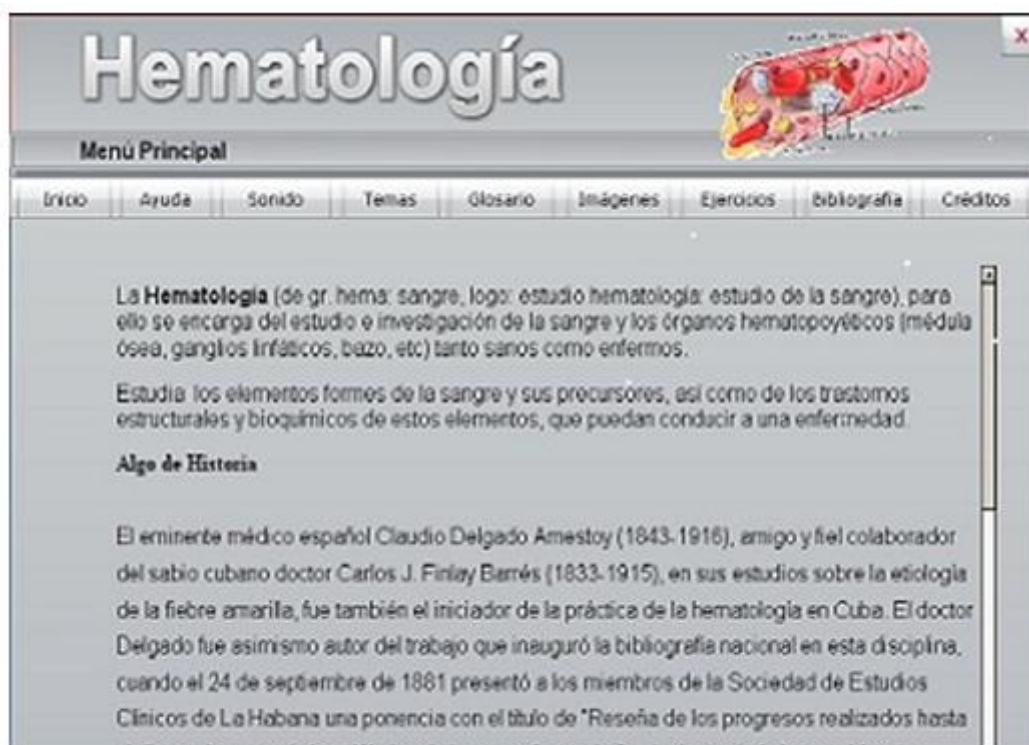 Hematología
x
Menú Principal
Inicio Ayuda Sonido Temas Glosario Imágenes Ejercicios Bibliografía Créditos
La Hematología (de gr. hema: sangre, logo: estudio hematología: estudio de la sangre), para
ello se encarga del estudio e investigación de la sangre y los órganos hematopoyéticos (médula
ósea, ganglios linfáticos, bazo, etc) tanto sanos como enfermos.
Estudia los elementos formes de la sangre y sus precursores, así como de los trastornos
estructurales y bioquímicos de estos elementos, que puedan conducir a una enfermedad.
Algo de Historia
El eminente médico español Claudio Delgado Amestoy (1843-1916), amigo y fiel colaborador
del sabio cubano doctor Carlos J. Finlay Barrés (1833-1915), en sus estudios sobre la etiología
de la fiebre amarilla, fue también el iniciador de la práctica de la hematología en Cuba. El doctor
Delgado fue asimismo autor del trabajo que inauguró la bibliografía nacional en esta disciplina,
cuando el 24 de septiembre de 1881 presentó a los miembros de la Sociedad de Estudios
Clínicos de La Habana una ponencia con el título de "Reseña de los progresos realizados hasta